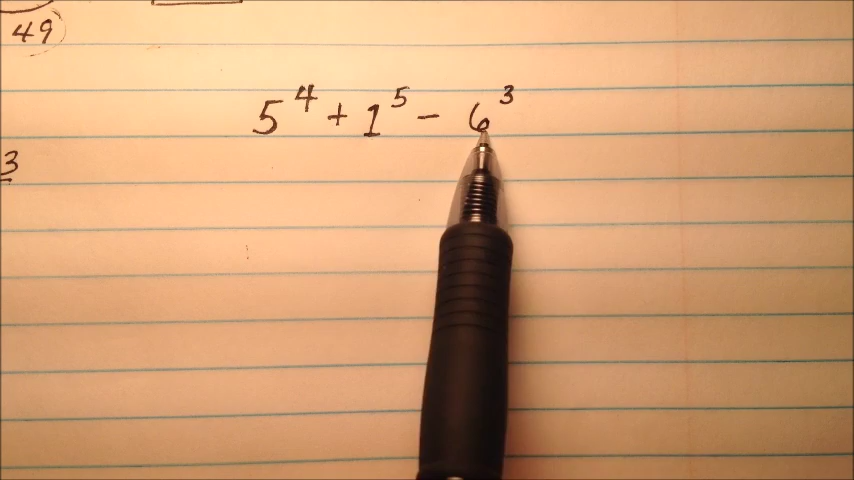 49
5⁴ + 1⁵ - 6³
3